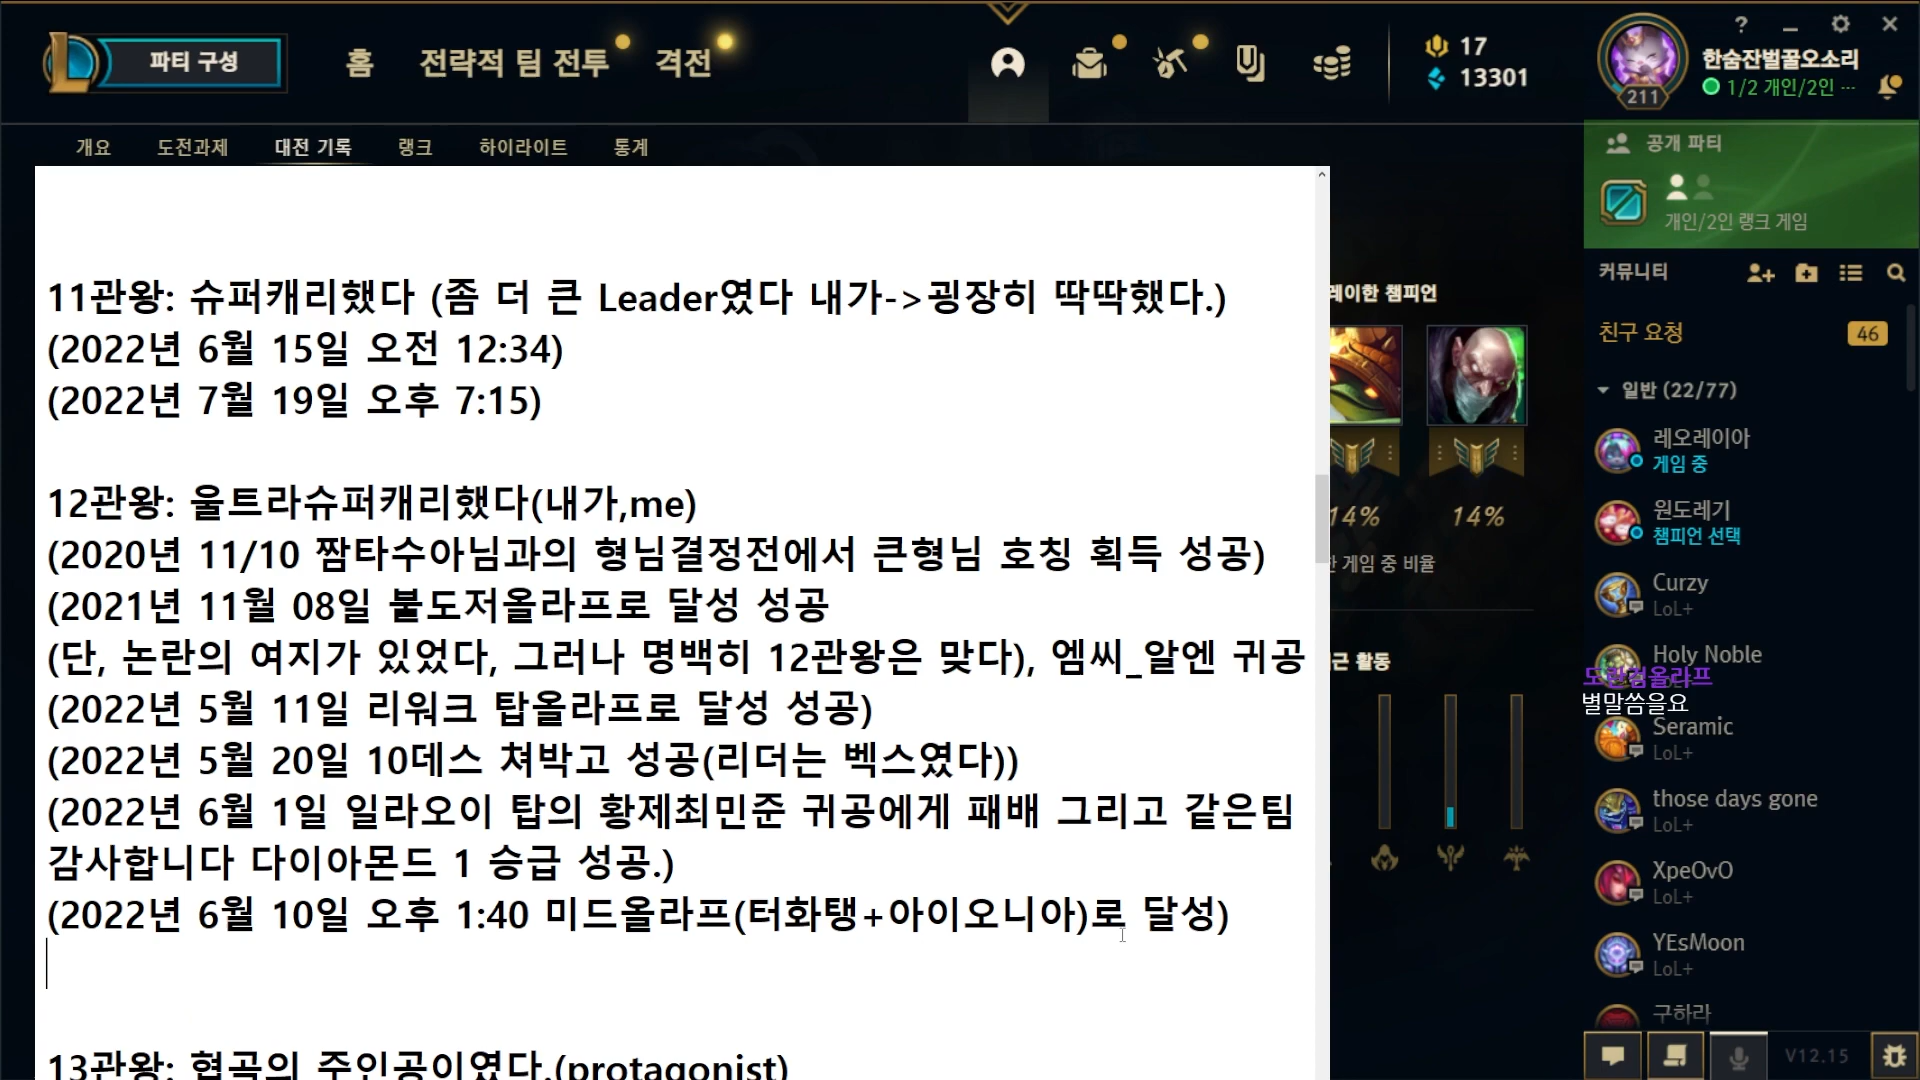 파티 구성
홈
전략적 팀 전투
격전
17
13301
?
한숨잔벌꿀오소리
1/2 개인/2인 ...
211
개요
도전과제
대전 기록
랭크
하이라이트
통계
11관왕: 슈퍼캐리했다 (좀 더 큰 Leader였다 내가->굉장히 딱딱했다.)
(2022년 6월 15일 오전 12:34)
(2022년 7월 19일 오후 7:15)
12관왕: 울트라슈퍼캐리했다(내가,me)
(2020년 11/10 짬타수아님과의 형님결정전에서 큰형님 호칭 획득 성공)
(2021년 11월 08일 불도저올라프로 달성 성공
(단, 논란의 여지가 있었다, 그러나 명백히 12관왕은 맞다), 엠씨_알엔 귀공
(2022년 5월 11일 리워크 탑올라프로 달성 성공)
(2022년 5월 20일 10데스 쳐박고 성공(리더는 벡스였다))
(2022년 6월 1일 일라오이 탑의 황제최민준 귀공에게 패배 그리고 같은팀
감사합니다 다이아몬드 1 승급 성공.)
(2022년 6월 10일 오후 1:40 미드올라프(터화탱+아이오니아)로 달성)
13관왕: 협곡의 주인공이였다.(protagonist)
레이한 챔피언
14%
14%
한 게임 중 비율
근 활동
공개 파티
개인/2인 랭크 게임
커뮤니티
친구 요청
46
일반 (22/77)
레오레이아
게임 중
원도레기
챔피언 선택
Curzy
LoL+
Holy Noble
별말씀을요
Seramic
LoL+
those days gone
LoL+
XpeOvO
LoL+
YEsMoon
LoL+
구하라
V12.15